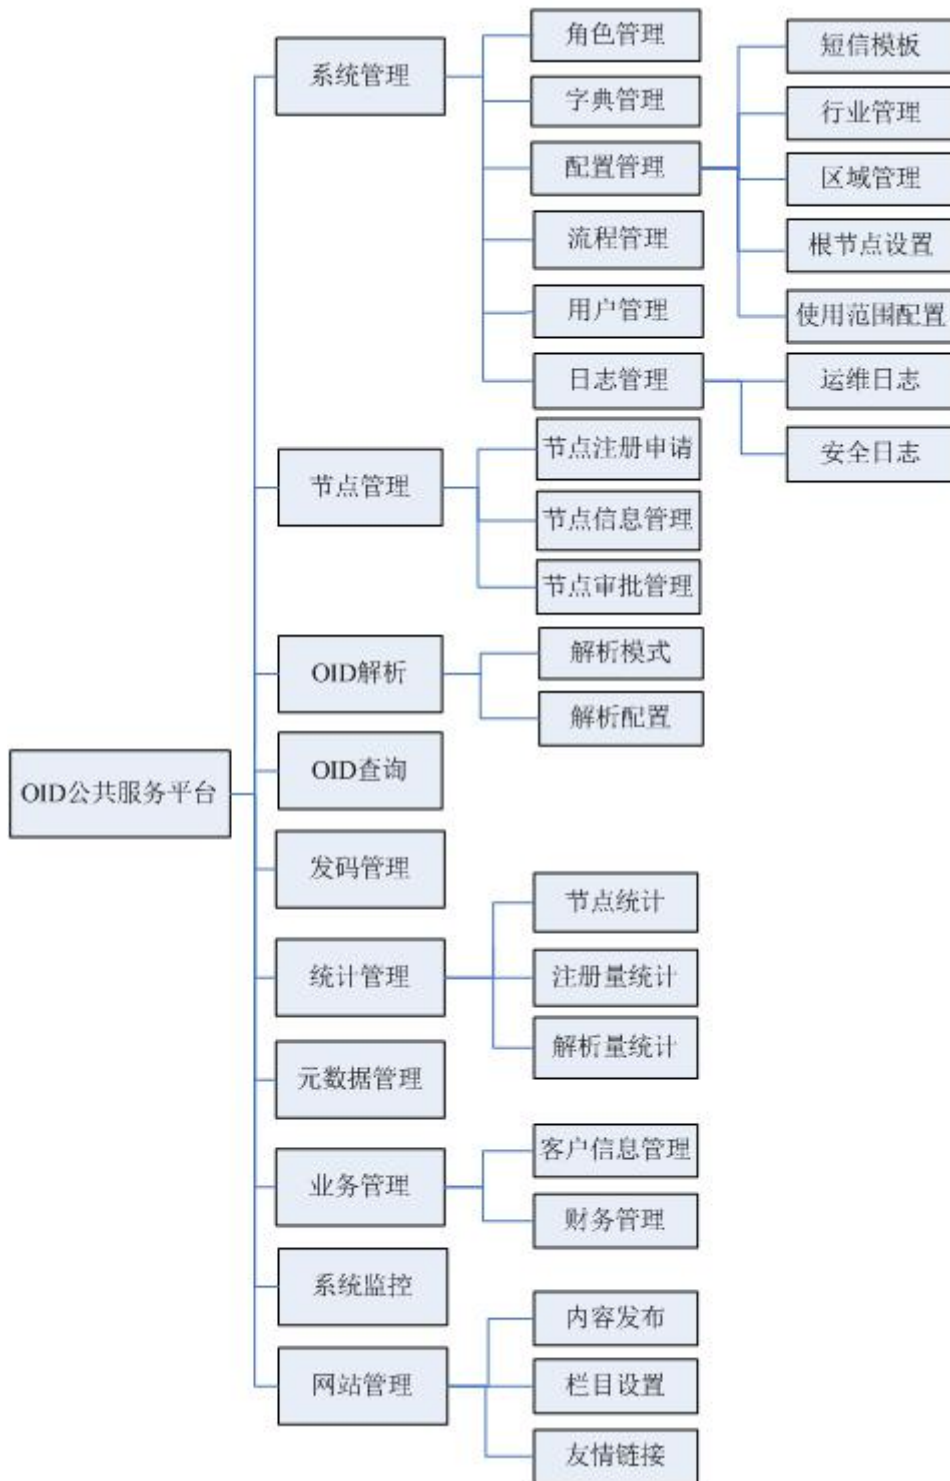 OID公共服务平台
系统管理
角色管理
字典管理
配置管理
短信模板
行业管理
区域管理
根节点设置
使用范围配置
流程管理
用户管理
日志管理
运维日志
安全日志
节点管理
节点注册申请
节点信息管理
节点审批管理
OID解析
解析模式
解析配置
OID查询
发码管理
统计管理
节点统计
注册量统计
解析量统计
元数据管理
业务管理
客户信息管理
财务管理
系统监控
网站管理
内容发布
栏目设置
友情链接